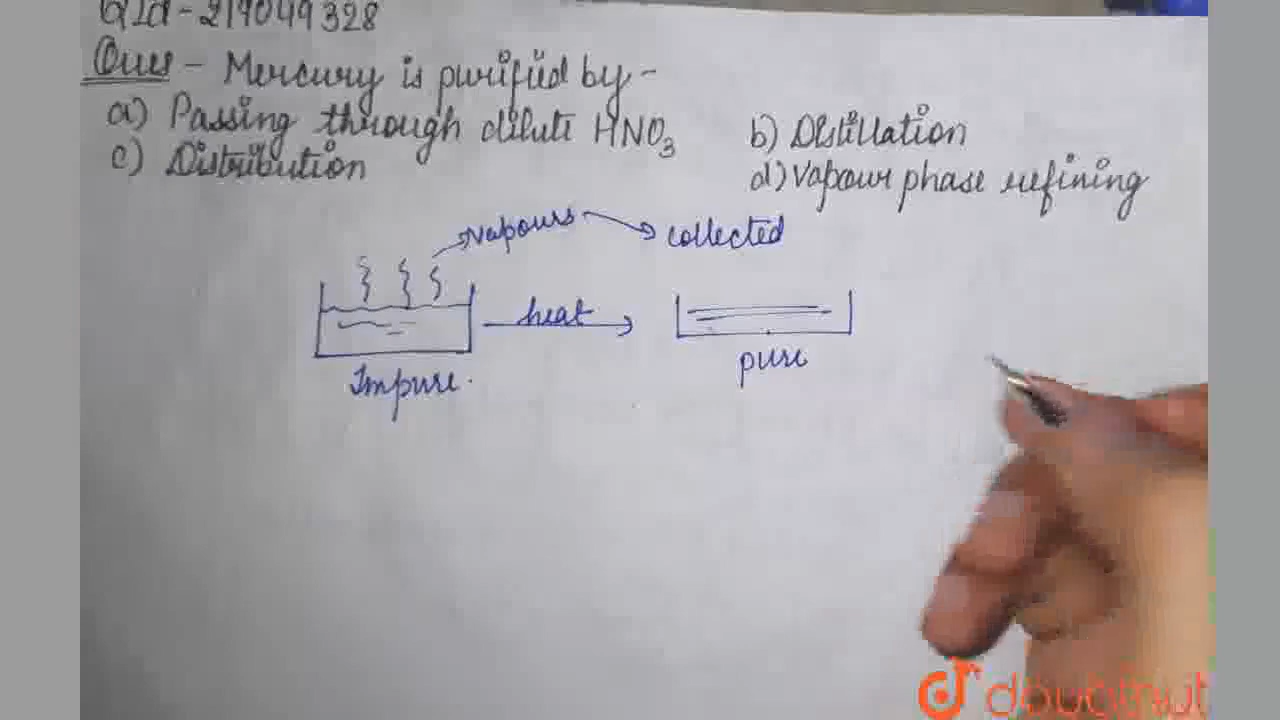 QId - 219049328
Ques - Mercury is purified by -
a) Passing through dilute HNO3 b) Distillation
c) Distribution d) Vapour phase refining
vapours collected
heat
Impure. pure
doubtnut